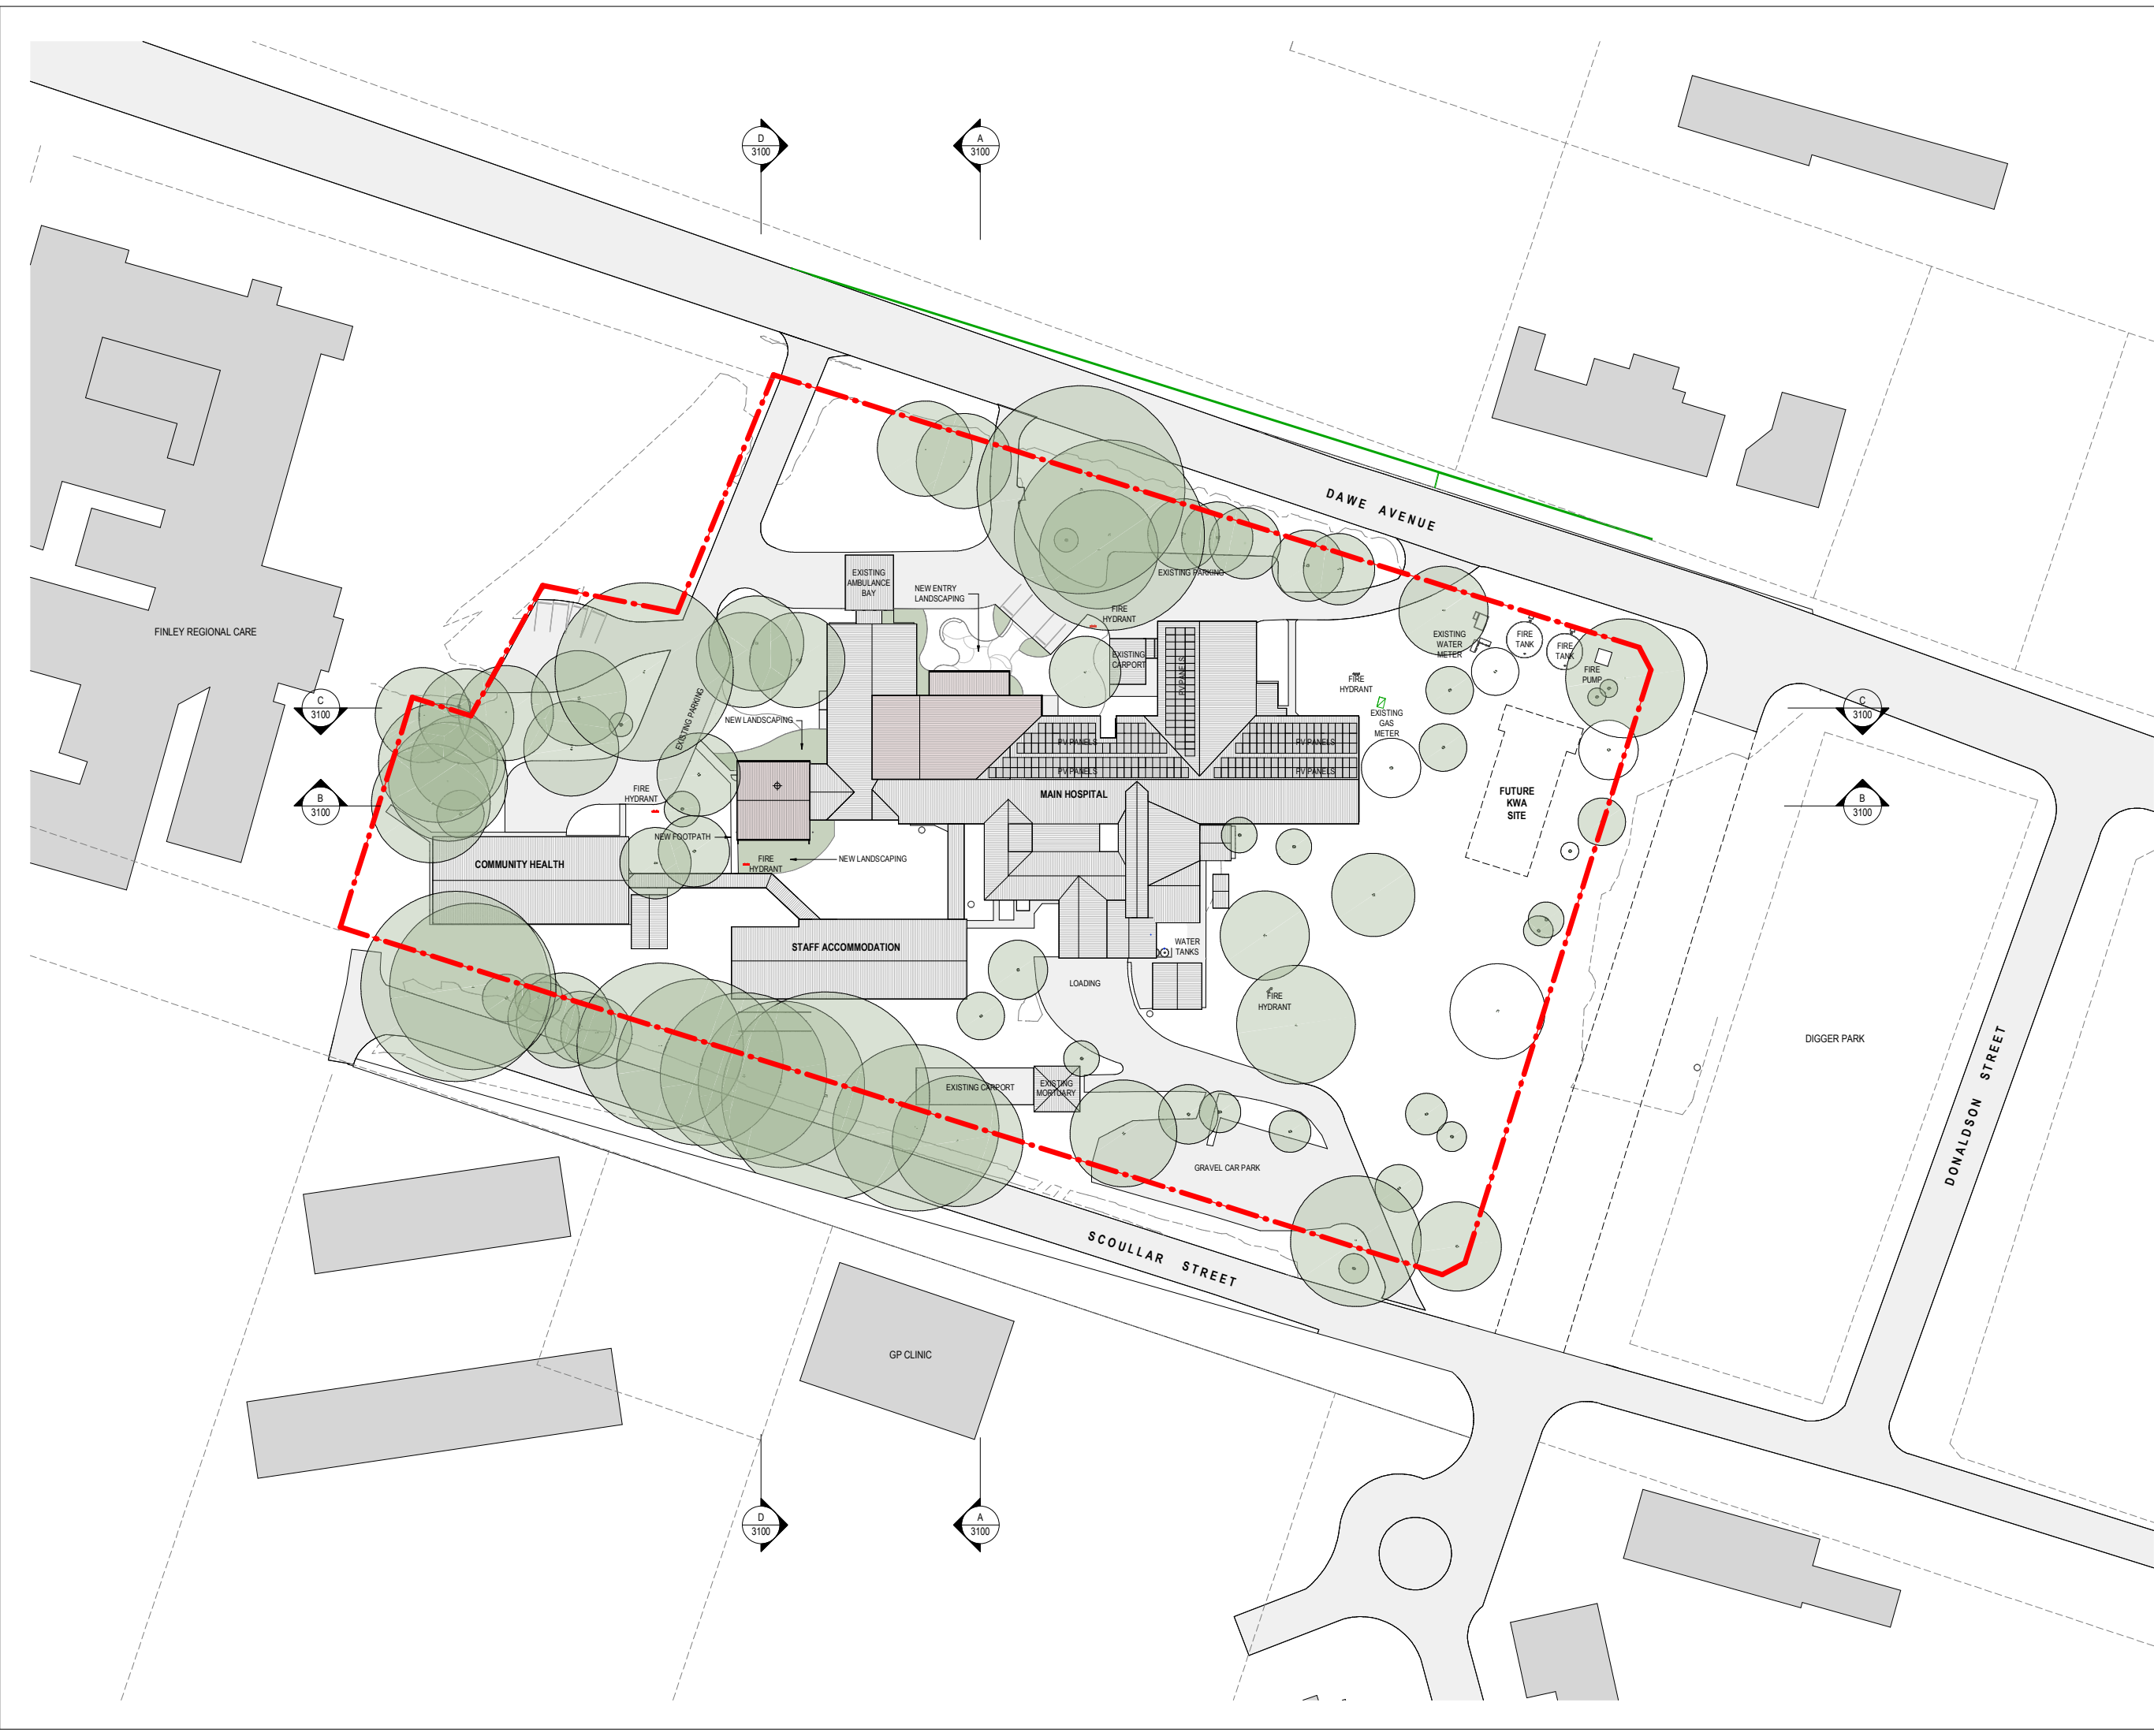 D
3100
A
3100
DAWE AVENUE
EXISTING
AMBULANCE
BAY
NEW ENTRY
LANDSCAPING
EXISTING PARKING
FIRE
HYDRANT
EXISTING
CARPORT
PV PANELS
EXISTING
WATER
METER
FIRE
TANK
FIRE
TANK
FIRE
PUMP
FINLEY REGIONAL CARE
C
3100
EXISTING PARKING
NEW LANDSCAPING
FIRE
HYDRANT
EXISTING
GAS
METER
C
3100
PV PANELS
PV PANELS
PV PANELS
PV PANELS
B
3100
FIRE
HYDRANT
MAIN HOSPITAL
FUTURE
KWA
SITE
B
3100
NEW FOOTPATH
COMMUNITY HEALTH
FIRE
HYDRANT
NEW LANDSCAPING
STAFF ACCOMMODATION
WATER
TANKS
LOADING
FIRE
HYDRANT
DIGGER PARK
DONALDSON STREET
EXISTING CARPORT
EXISTING
MORTUARY
GRAVEL CAR PARK
SCOULLAR STREET
GP CLINIC
D
3100
A
3100